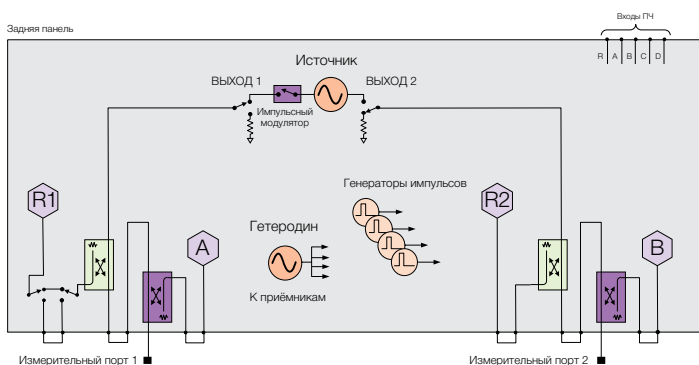 Входы ПЧ
Задняя панель
R A B C D
Источник
ВЫХОД 1
ВЫХОД 2
Импульсный
модулятор
Генераторы импульсов
R1
R2
Гетеродин
A
B
К приёмникам
Измерительный порт 1
Измерительный порт 2